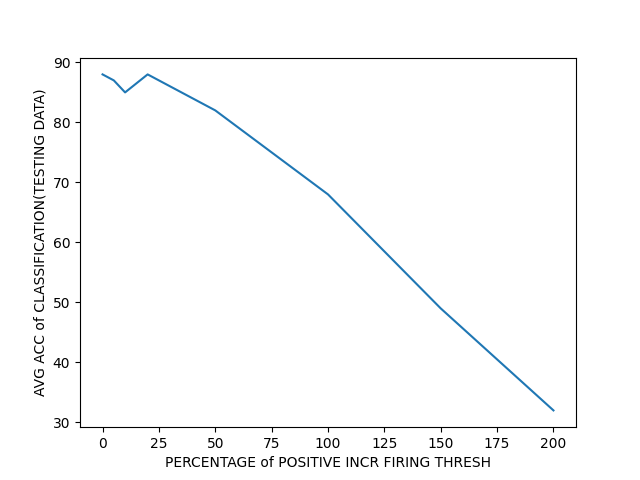 90
80
70
60
50
40
30
AVG ACC of CLASSIFICATION(TESTING DATA)
0 25 50 75 100 125 150 175 200
PERCENTAGE of POSITIVE INCR FIRING THRESH